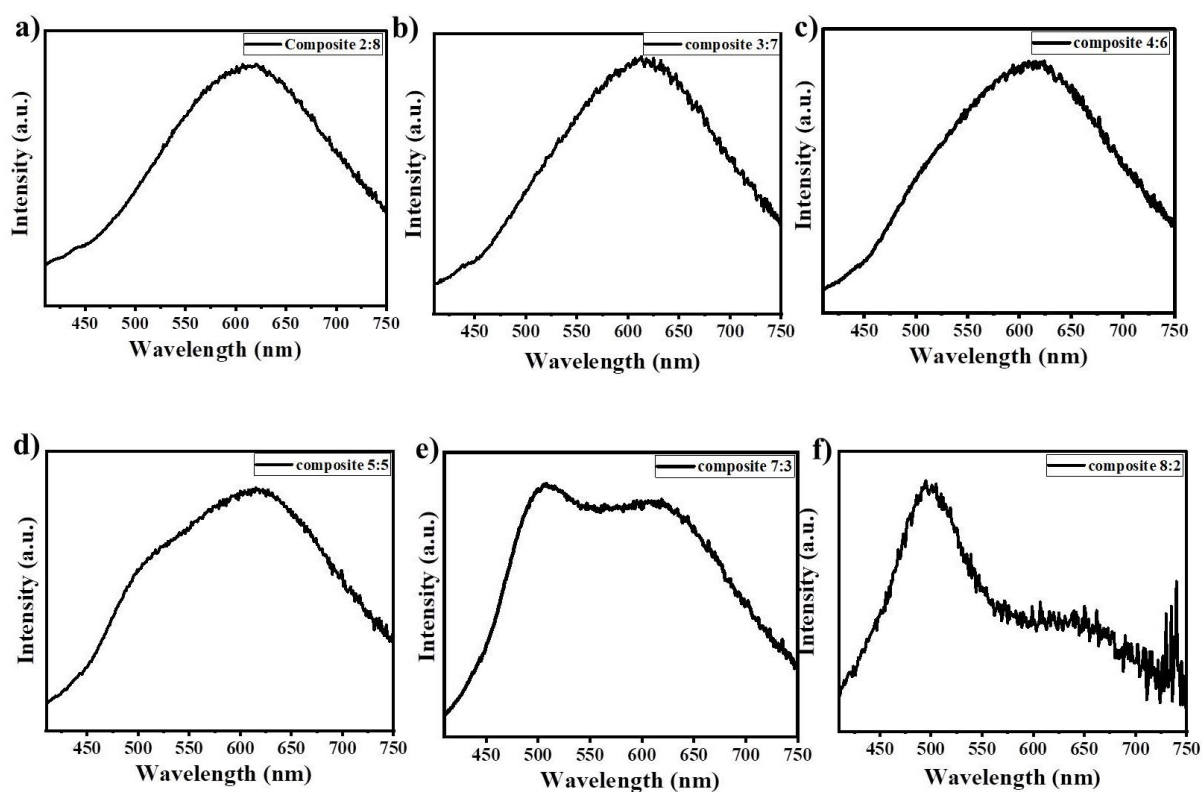 a)
Composite 2:8
Intensity (a.u.)
450 500 550 600 650 700 750
Wavelength (nm)
b)
composite 3:7
Intensity (a.u.)
450 500 550 600 650 700 750
Wavelength (nm)
c)
composite 4:6
Intensity (a.u.)
450 500 550 600 650 700 750
Wavelength (nm)
d)
composite 5:5
Intensity (a.u.)
450 500 550 600 650 700 750
Wavelength (nm)
e)
composite 7:3
Intensity (a.u.)
450 500 550 600 650 700 750
Wavelength (nm)
f)
composite 8:2
Intensity (a.u.)
450 500 550 600 650 700 750
Wavelength (nm)